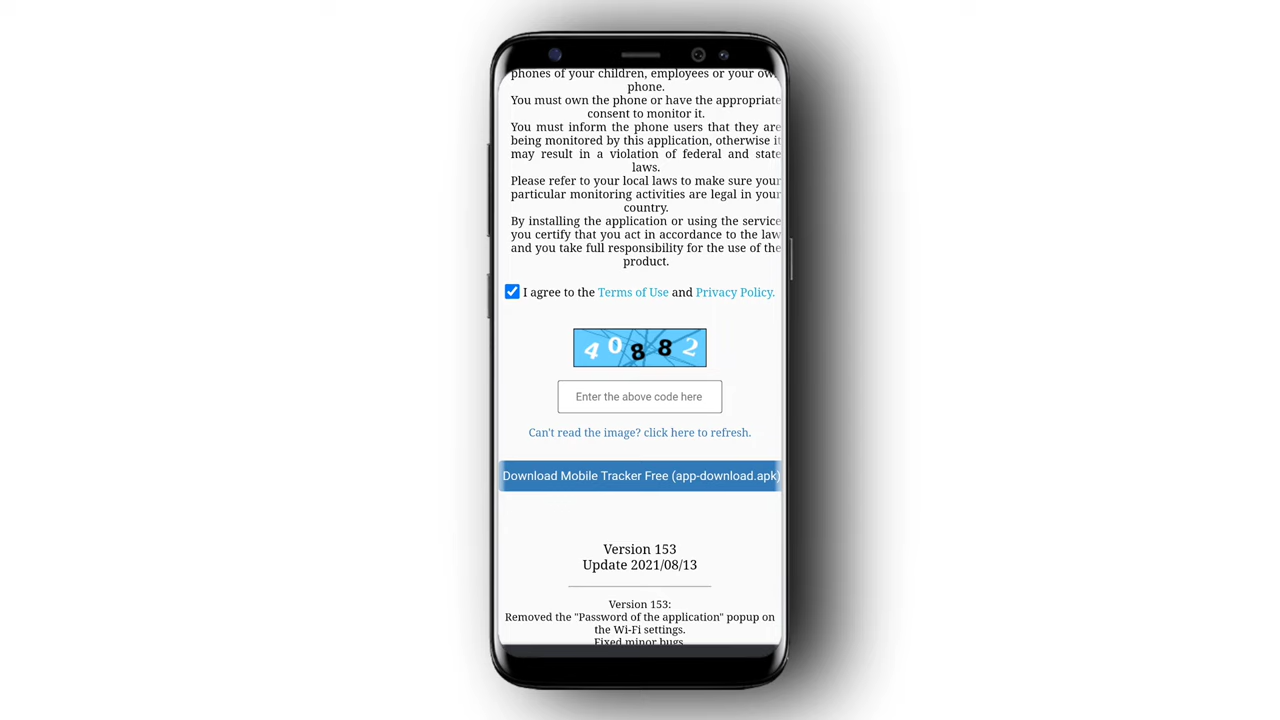 phones of your children, employees or your own
phone.
You must own the phone or have the appropriate
consent to monitor it.
You must inform the phone users that they are
being monitored by this application, otherwise it
may result in a violation of federal and state
laws.
Please refer to your local laws to make sure your
particular monitoring activities are legal in your
country.
By installing the application or using the service
you certify that you act in accordance to the law
and you take full responsibility for the use of the
product.
I agree to the Terms of Use and Privacy Policy.
40882
Enter the above code here
Can't read the image? click here to refresh.
Download Mobile Tracker Free (app-download.apk)
Version 153
Update 2021/08/13
Version 153:
Removed the "Password of the application" popup on
the Wi-Fi settings.
Fixed minor bugs